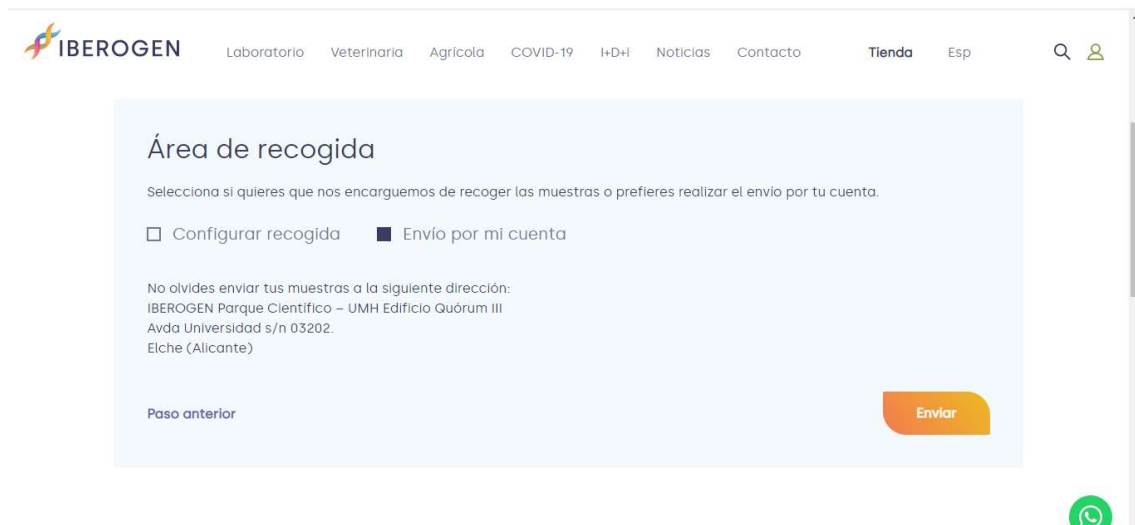 IBEROGEN
Laboratorio Veterinaria Agrícola COVID-19 I+D+i Noticias Contacto Tienda Esp
Área de recogida
Selecciona si quieres que nos encarguemos de recoger las muestras o prefieres realizar el envío por tu cuenta.
Configurar recogida Envío por mi cuenta
No olvides enviar tus muestras a la siguiente dirección:
IBEROGEN Parque Científico – UMH Edificio Quórum III
Avda Universidad s/n 03202.
Elche (Alicante)
Paso anterior
Enviar